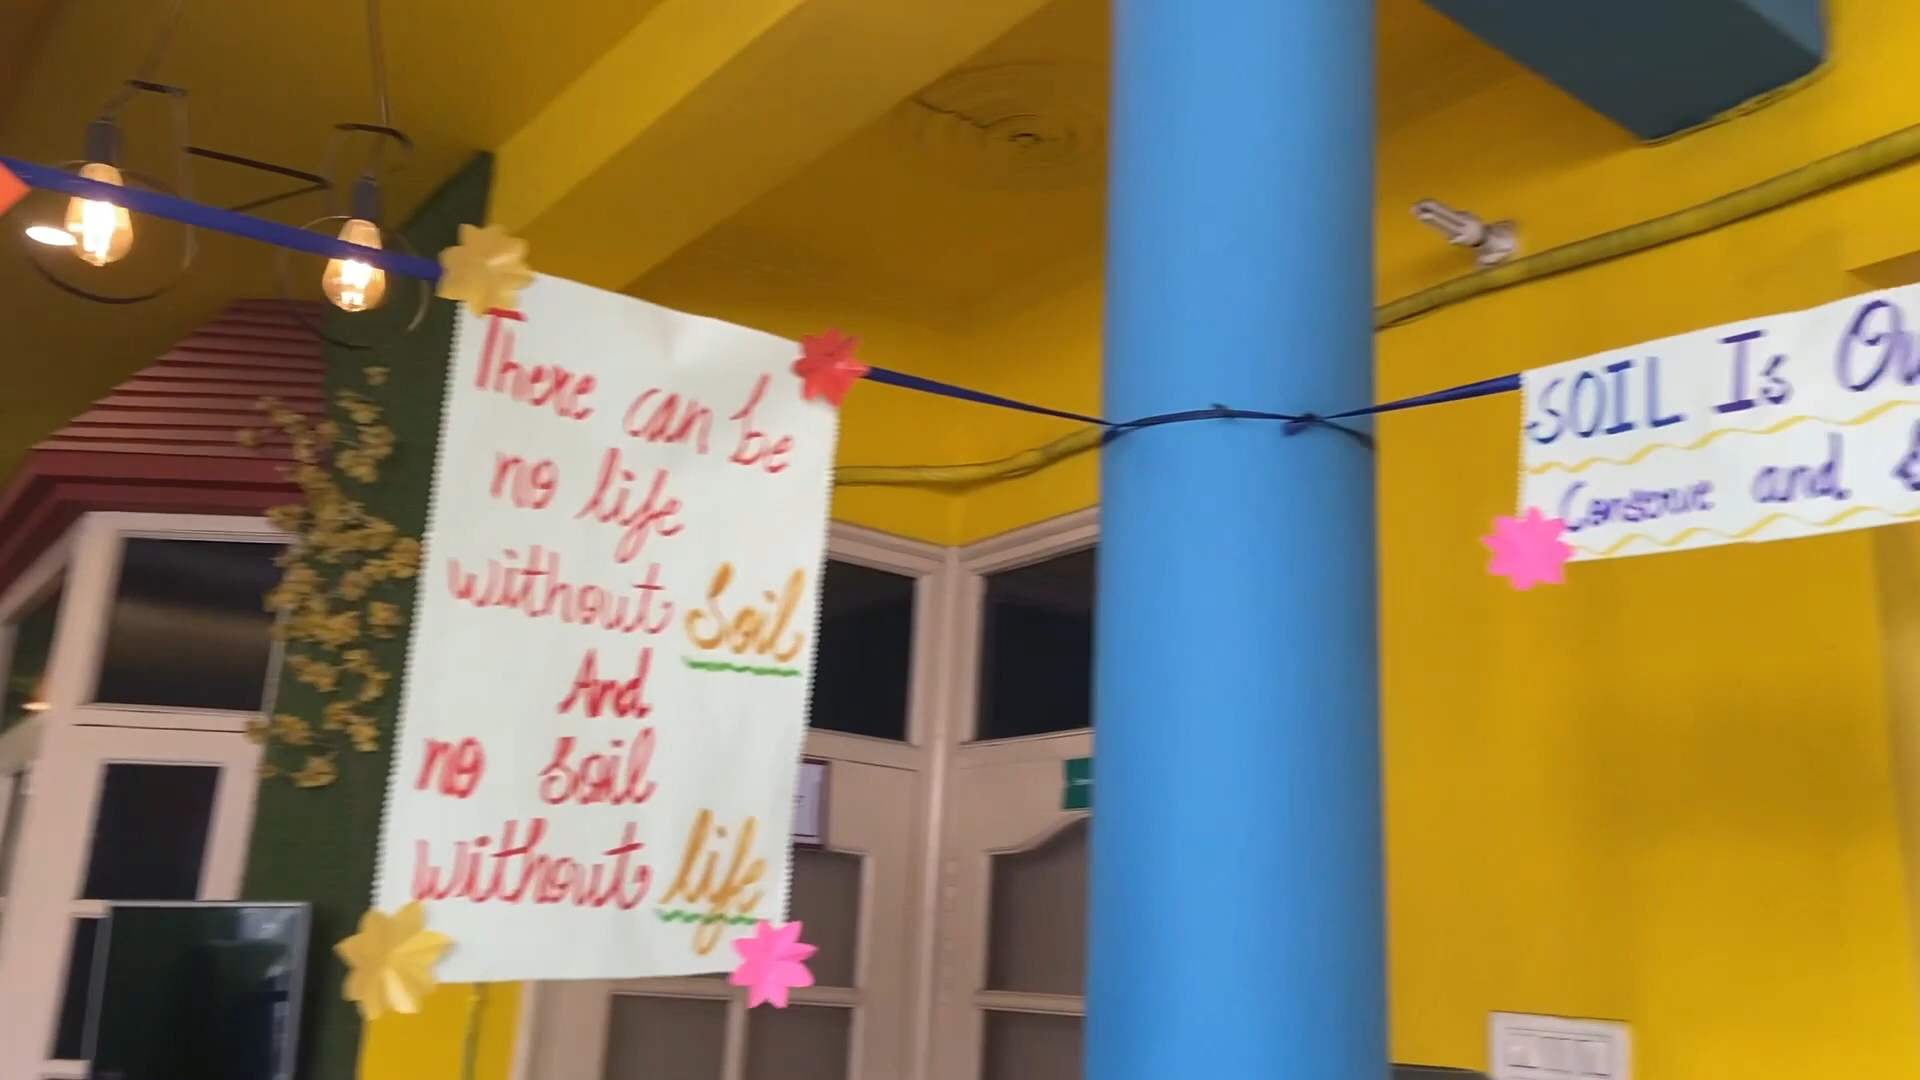 There can be
no life
without Soil
And
no Soil
without life
SOIL Is
Conserve and